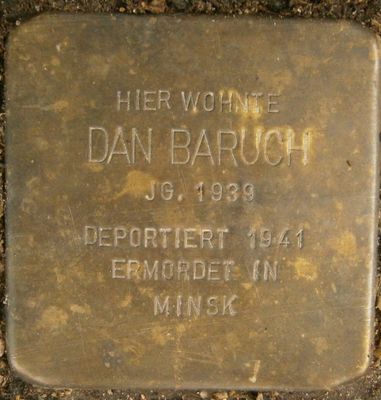 HIER WOHNTE
DAN BARUCH
JG. 1939
DEPORTIERT 1941
ERMORDET IN
MINSK